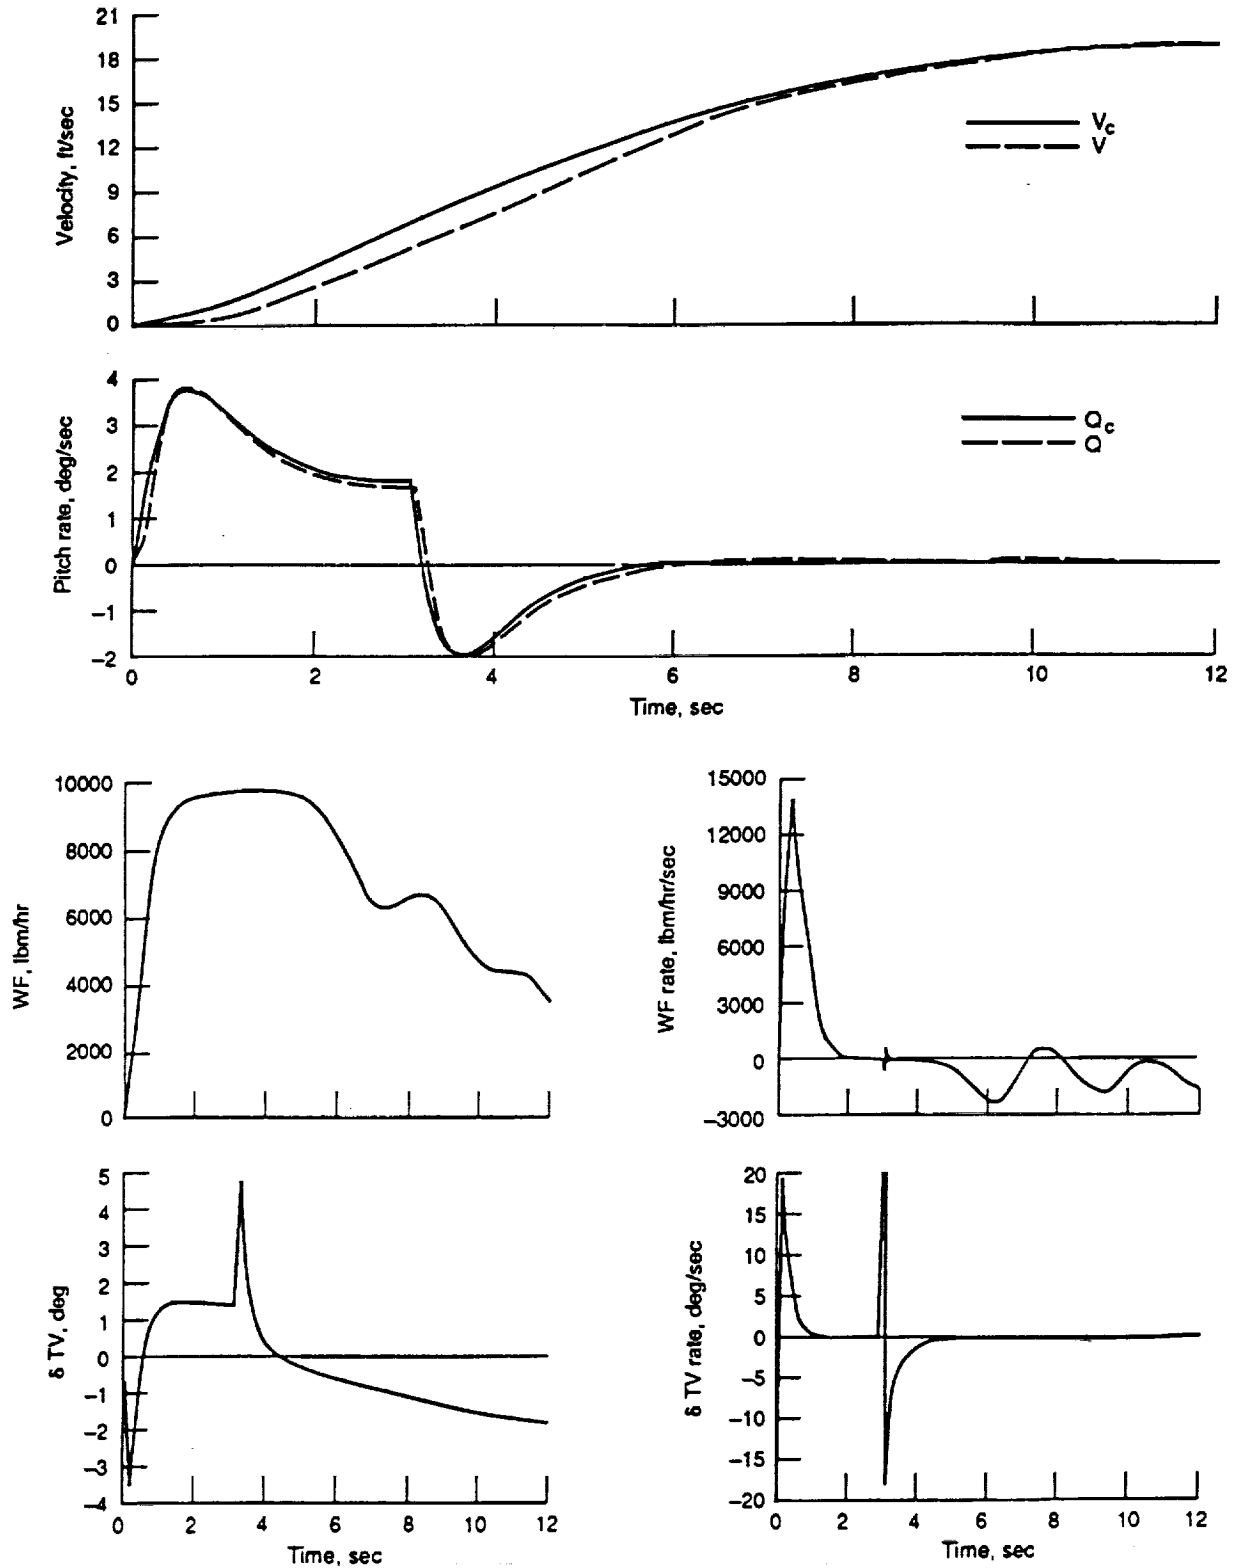 21
18
15
12
9
6
3
0
Velocity, ft/sec
Vc
V
4
3
2
1
0
−1
−2
Pitch rate, deg/sec
Qc
Q
0 2 4 6 8 10 12
Time, sec
10000
8000
6000
4000
2000
0
WF, lbm/hr
15000
12000
9000
6000
3000
0
−3000
WF rate, lbm/hr/sec
5
4
3
2
1
0
−1
−2
−3
−4
δ TV, deg
0 2 4 6 8 10 12
Time, sec
20
15
10
5
0
−5
−10
−15
−20
δ TV rate, deg/sec
0 2 4 6 8 10 12
Time, sec